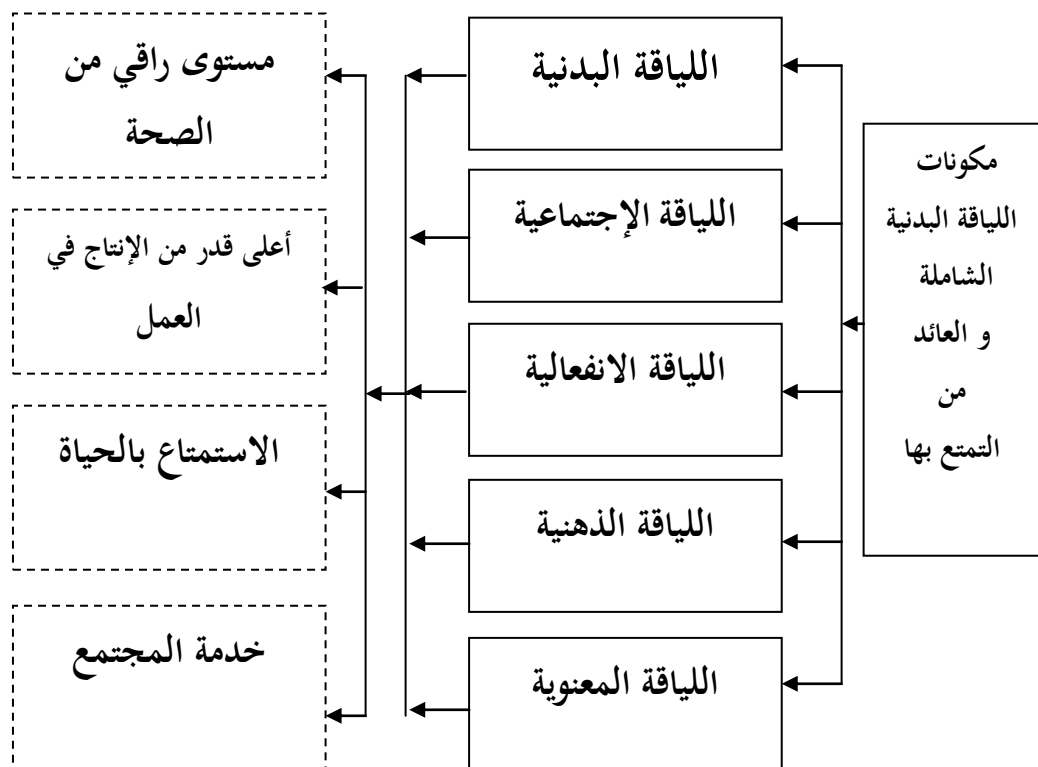 مكونات
اللياقة البدنية
الشاملة
و العائد
من
التمتع بها
اللياقة البدنية
اللياقة الإجتماعية
اللياقة الانفعالية
اللياقة الذهنية
اللياقة المعنوية
مستوى راقي من
الصحة
أعلى قدر من الإنتاج في
العمل
الاستمتاع بالحياة
خدمة المجتمع